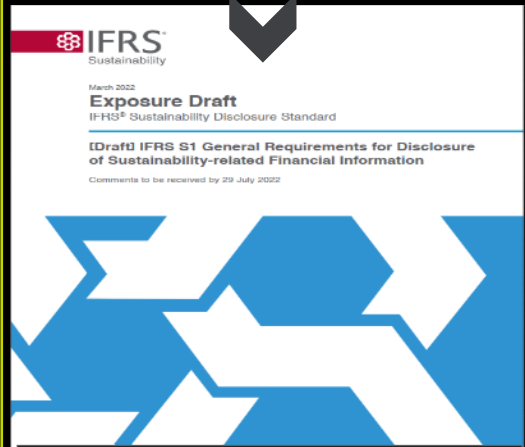 IFRS®
Sustainability
March 2022
Exposure Draft
IFRS® Sustainability Disclosure Standard
[Draft] IFRS S1 General Requirements for Disclosure
of Sustainability-related Financial Information
Comments to be received by 29 July 2022